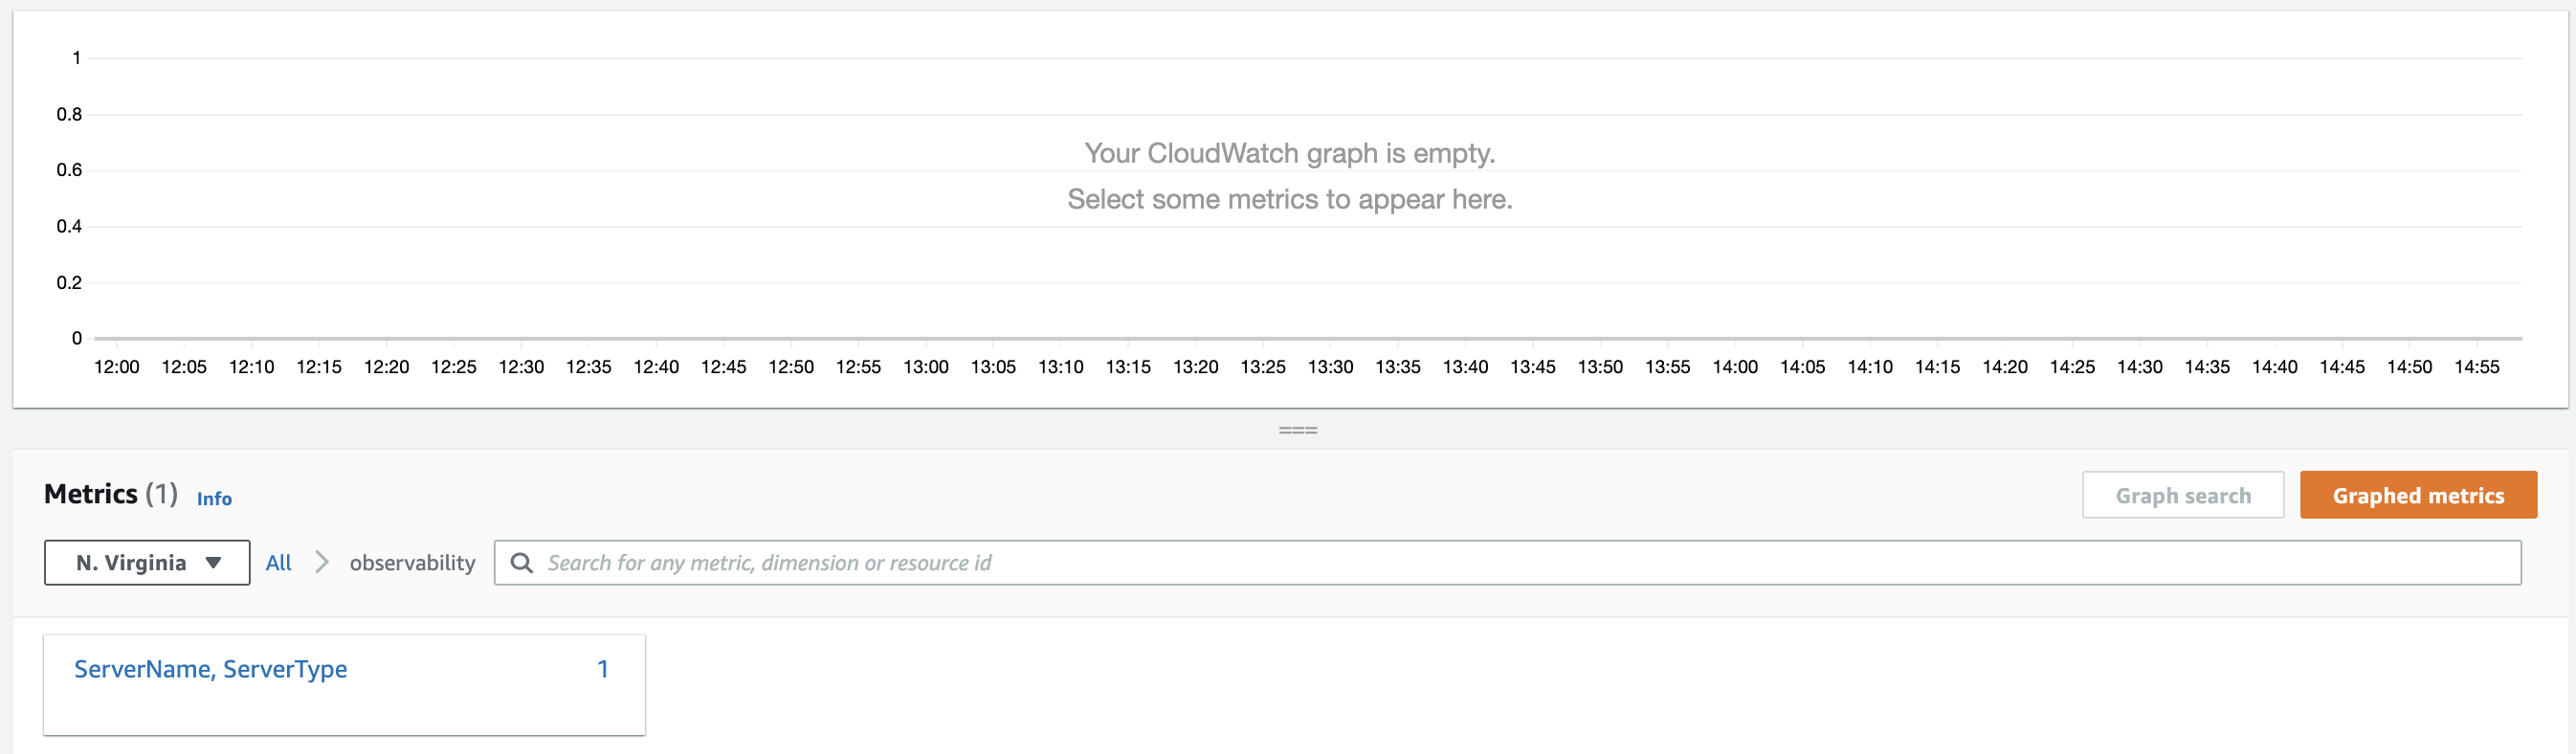 1
0.8
Your CloudWatch graph is empty.
0.6
Select some metrics to appear here.
0.4
0.2
0
12:00 12:05 12:10 12:15 12:20 12:25 12:30 12:35 12:40 12:45 12:50 12:55 13:00 13:05 13:10 13:15 13:20 13:25 13:30 13:35 13:40 13:45 13:50 13:55 14:00 14:05 14:10 14:15 14:20 14:25 14:30 14:35 14:40 14:45 14:50 14:55
Metrics (1) Info Graph search Graphed metrics
N. Virginia All observability Search for any metric, dimension or resource id
ServerName, ServerType 1